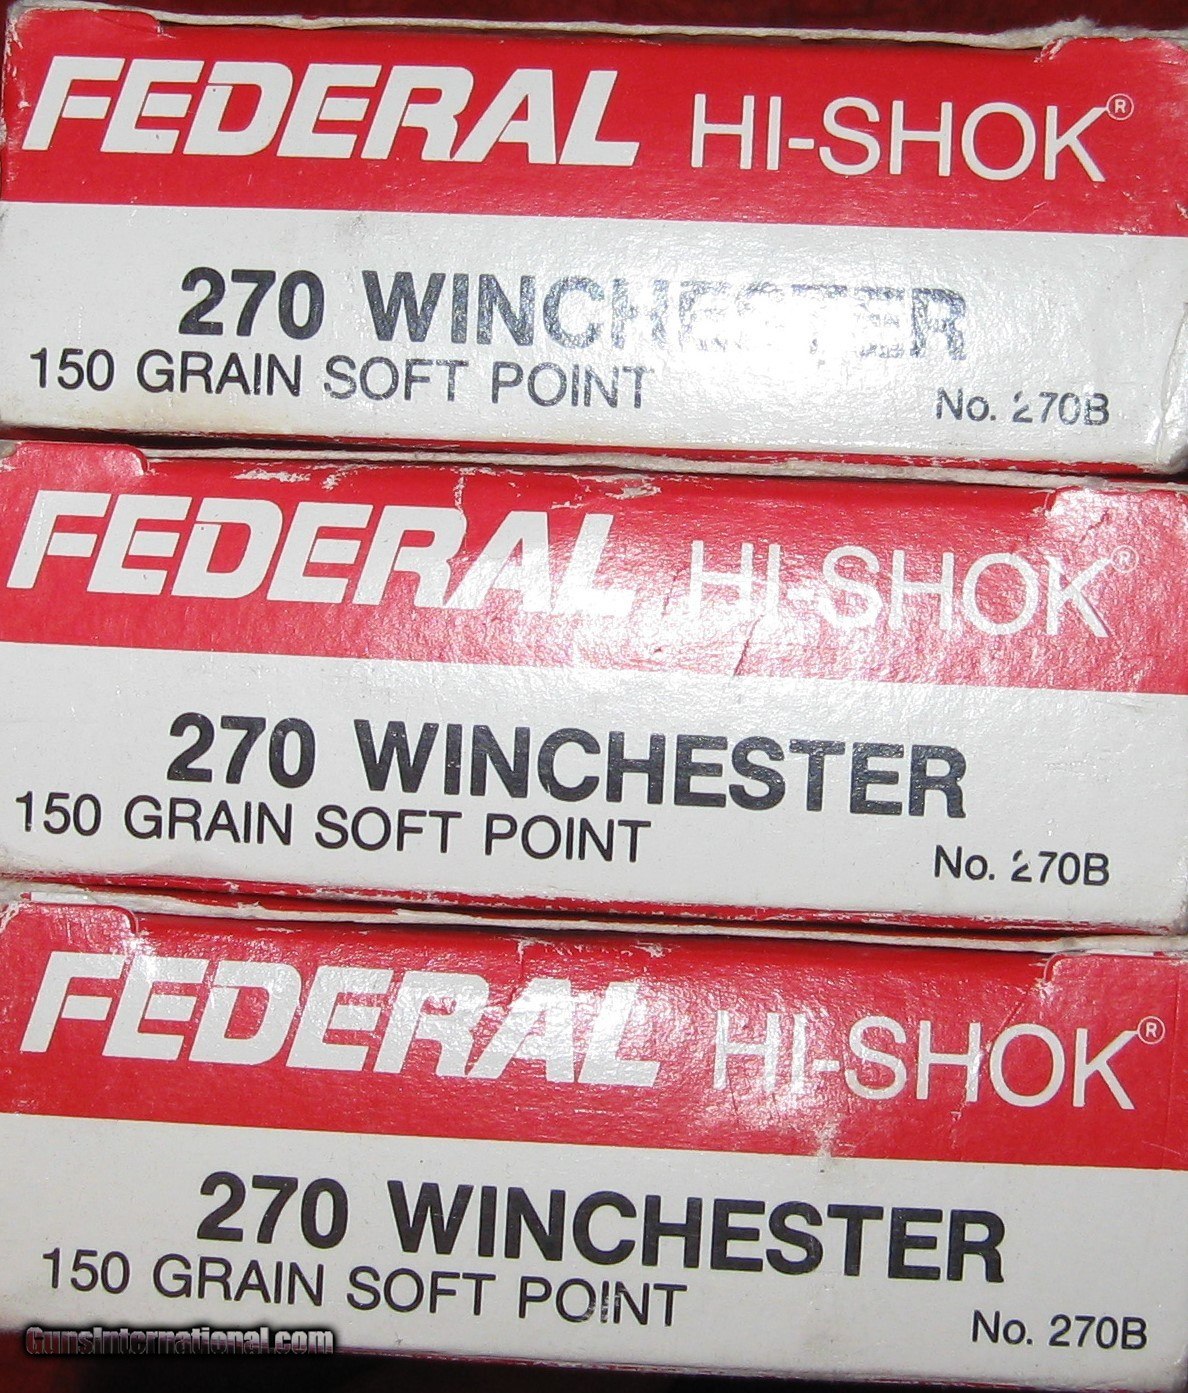 FEDERAL HI-SHOK®
270 WINCHESTER
150 GRAIN SOFT POINT
No. 270B
FEDERAL HI-SHOK®
270 WINCHESTER
150 GRAIN SOFT POINT
No. 270B
FEDERAL HI-SHOK®
270 WINCHESTER
150 GRAIN SOFT POINT
No. 270B
GunsInternational.com